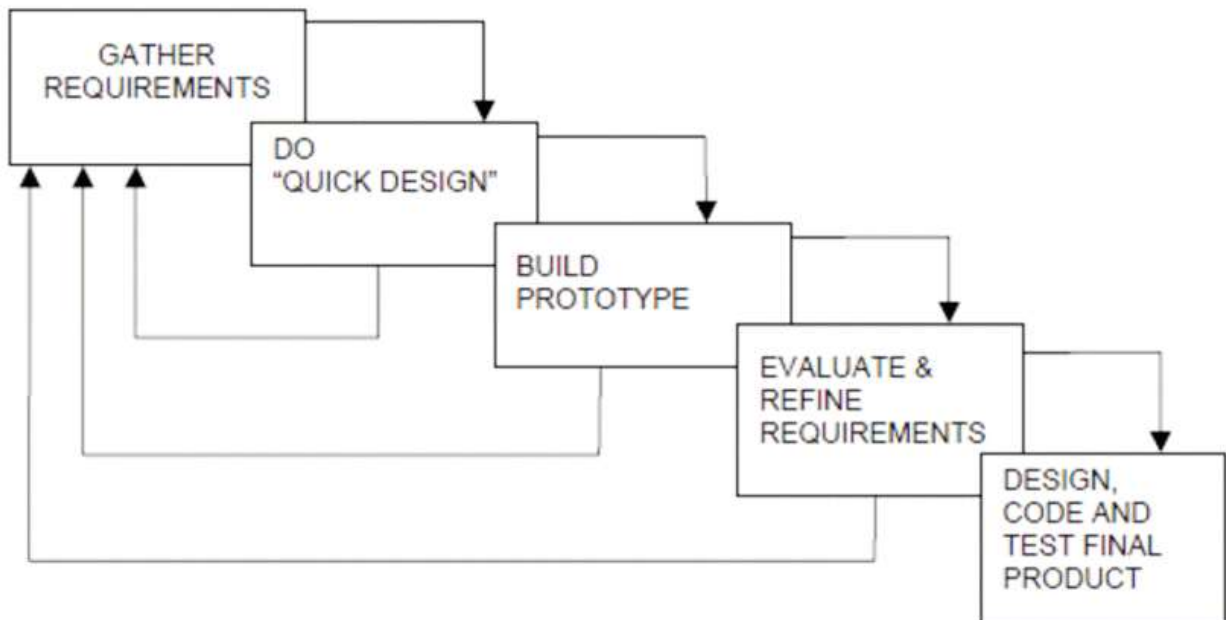 GATHER
REQUIREMENTS
DO
“QUICK DESIGN”
BUILD
PROTOTYPE
EVALUATE &
REFINE
REQUIREMENTS
DESIGN,
CODE AND
TEST FINAL
PRODUCT